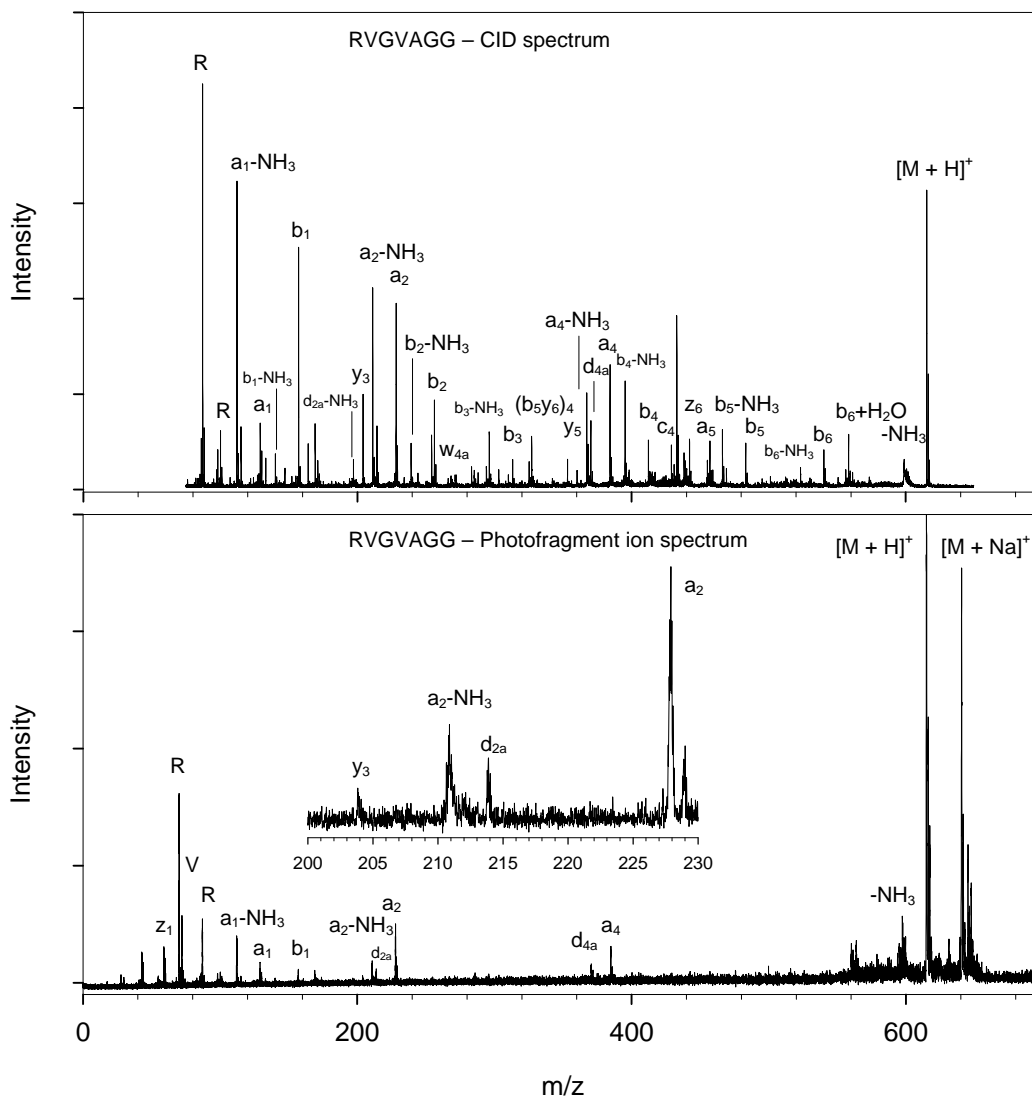 RVGVAGG – CID spectrum
R
a₁-NH₃
[M + H]⁺
b₁
a₂-NH₃
a₂
a₄-NH₃
b₂-NH₃
a₄
d₄ₐ
b₄-NH₃
b₁-NH₃
y₃
d₂ₐ-NH₃
R
a₁
b₂
b₃-NH₃
(b₅y₆)₄
y₅
b₄
c₄
z₆
a₅
b₅-NH₃
b₆+H₂O
-NH₃
w₄ₐ
b₃
b₅
b₆-NH₃
b₆
Intensity
RVGVAGG – Photofragment ion spectrum
[M + H]⁺
[M + Na]⁺
a₂
a₂-NH₃
d₂ₐ
y₃
200 205 210 215 220 225 230
R
V
R
z₁
a₁-NH₃
a₁
b₁
a₂-NH₃
a₂
d₂ₐ
d₄ₐ
a₄
-NH₃
Intensity
0 200 400 600
m/z